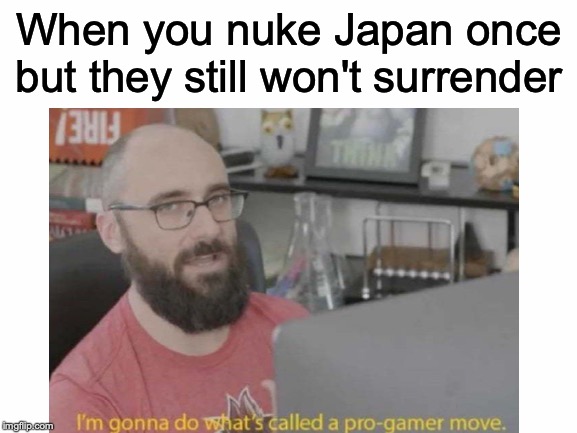 When you nuke Japan once
but they still won't surrender
FIRE!
THINK
I'm gonna do what's called a pro-gamer move.
imgflip.com